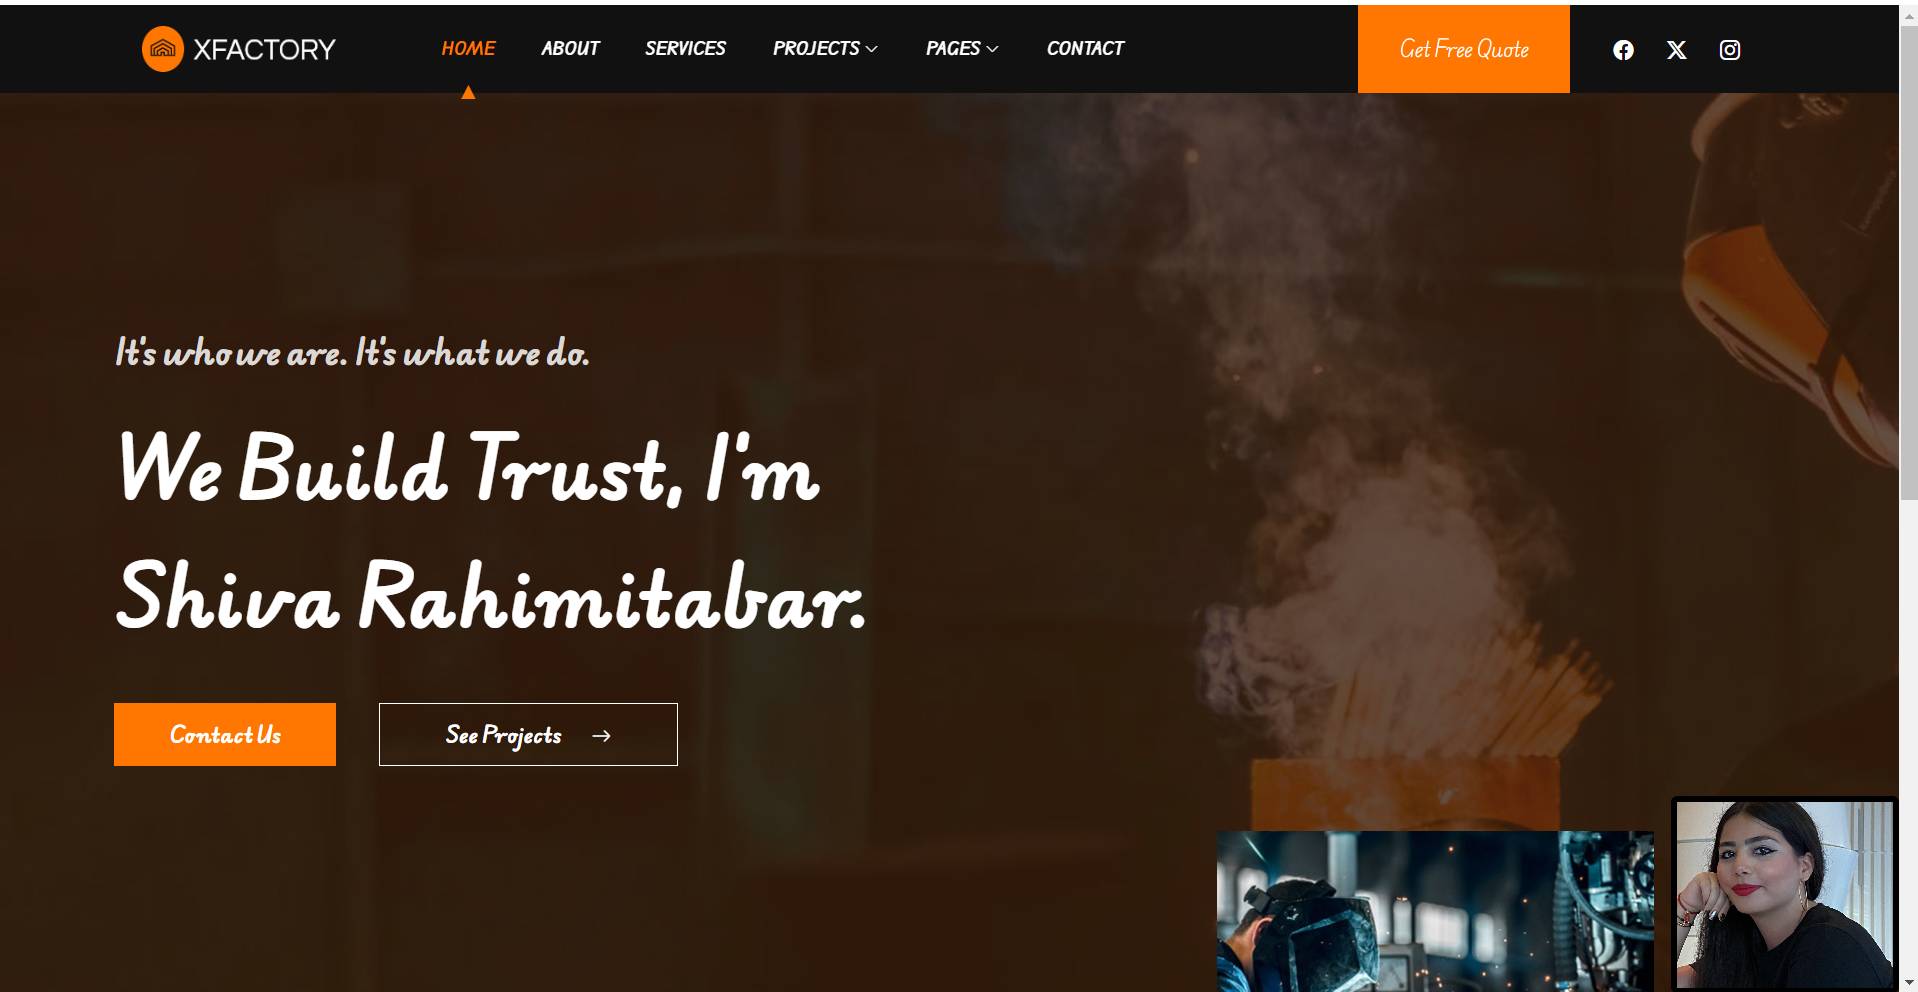 XFACTORY
HOME
ABOUT
SERVICES
PROJECTS
PAGES
CONTACT
Get Free Quote
It's who we are. It's what we do.
We Build Trust, I'm
Shiva Rahimitabar.
Contact Us
See Projects →